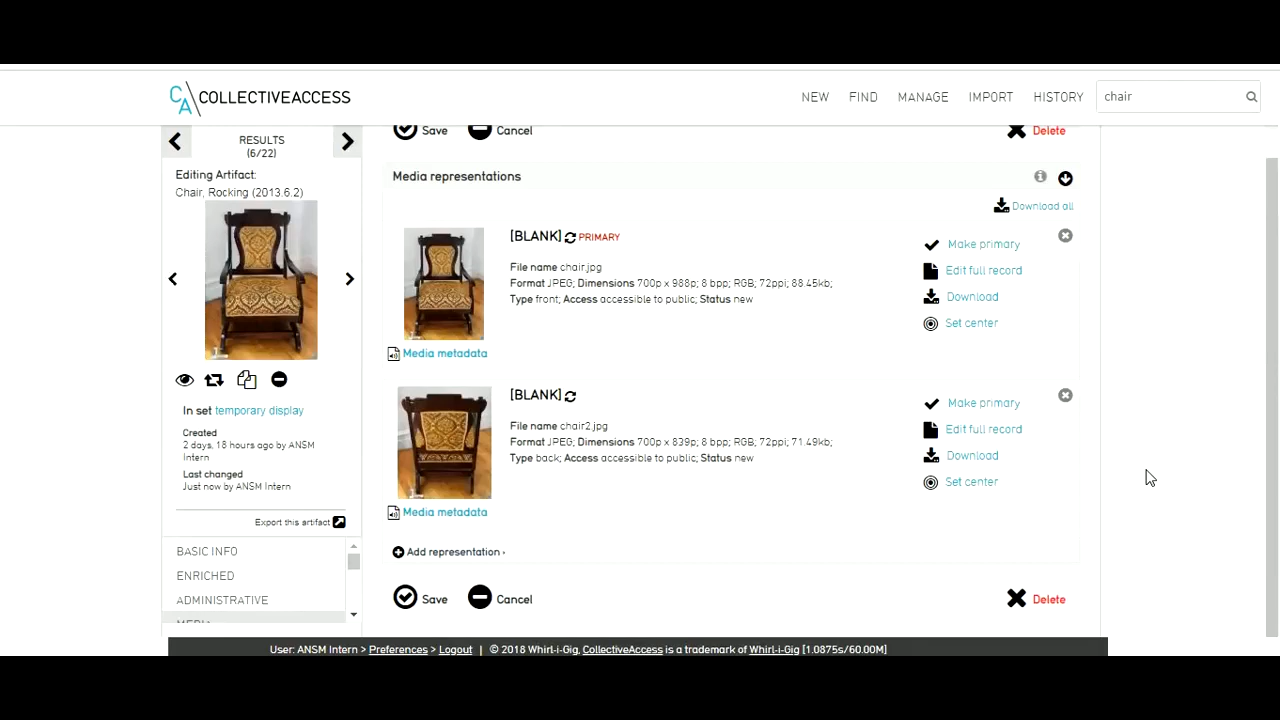 CA COLLECTIVEACCESS
NEW FIND MANAGE IMPORT HISTORY chair
RESULTS
(6/22)
Editing Artifact:
Chair, Rocking (2013.6.2)
In set temporary display
Created
2 days, 18 hours ago by ANSM
Intern
Last changed
Just now by ANSM Intern
Export this artifact
BASIC INFO
ENRICHED
ADMINISTRATIVE
MEDIA
Save Cancel Delete
Media representations
Download all
[BLANK] PRIMARY
File name chair.jpg
Format JPEG; Dimensions 700p x 988p; 8 bpp; RGB; 72ppi; 88.45kb;
Type front; Access accessible to public; Status new
Make primary
Edit full record
Download
Set center
Media metadata
[BLANK]
File name chair2.jpg
Format JPEG; Dimensions 700p x 839p; 8 bpp; RGB; 72ppi; 71.49kb;
Type back; Access accessible to public; Status new
Make primary
Edit full record
Download
Set center
Media metadata
Add representation ›
Save Cancel Delete
User: ANSM Intern > Preferences > Logout | © 2018 Whirl-i-Gig, CollectiveAccess is a trademark of Whirl-i-Gig [1.0875s/60.00M]